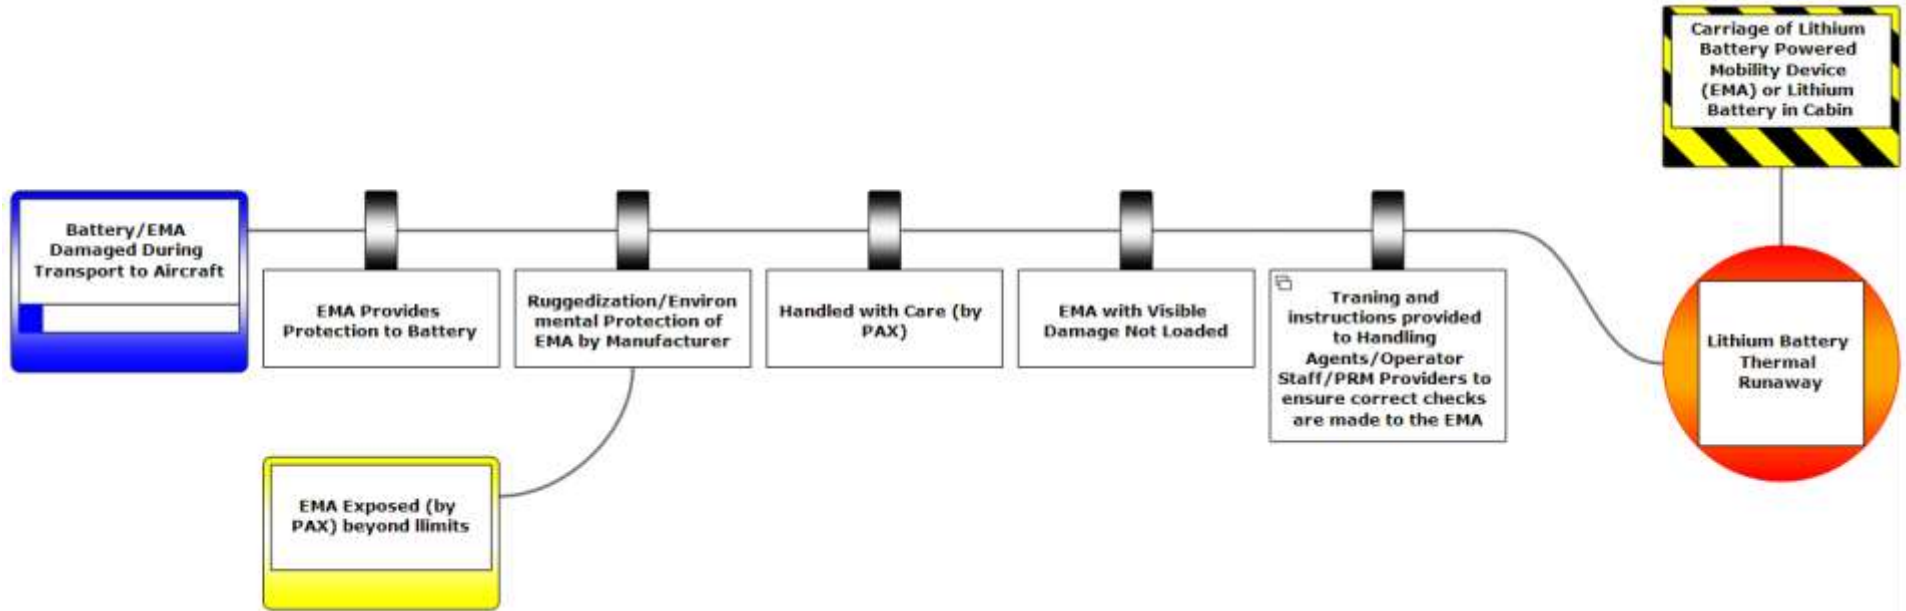 Carriage of Lithium
Battery Powered
Mobility Device
(EMA) or Lithium
Battery in Cabin
Battery/EMA
Damaged During
Transport to Aircraft
EMA Provides
Protection to Battery
Ruggedization/Environ
mental Protection of
EMA by Manufacturer
Handled with Care (by
PAX)
EMA with Visible
Damage Not Loaded
Traning and
instructions provided
to Handling
Agents/Operator
Staff/PRM Providers to
ensure correct checks
are made to the EMA
Lithium Battery
Thermal
Runaway
EMA Exposed (by
PAX) beyond llimits